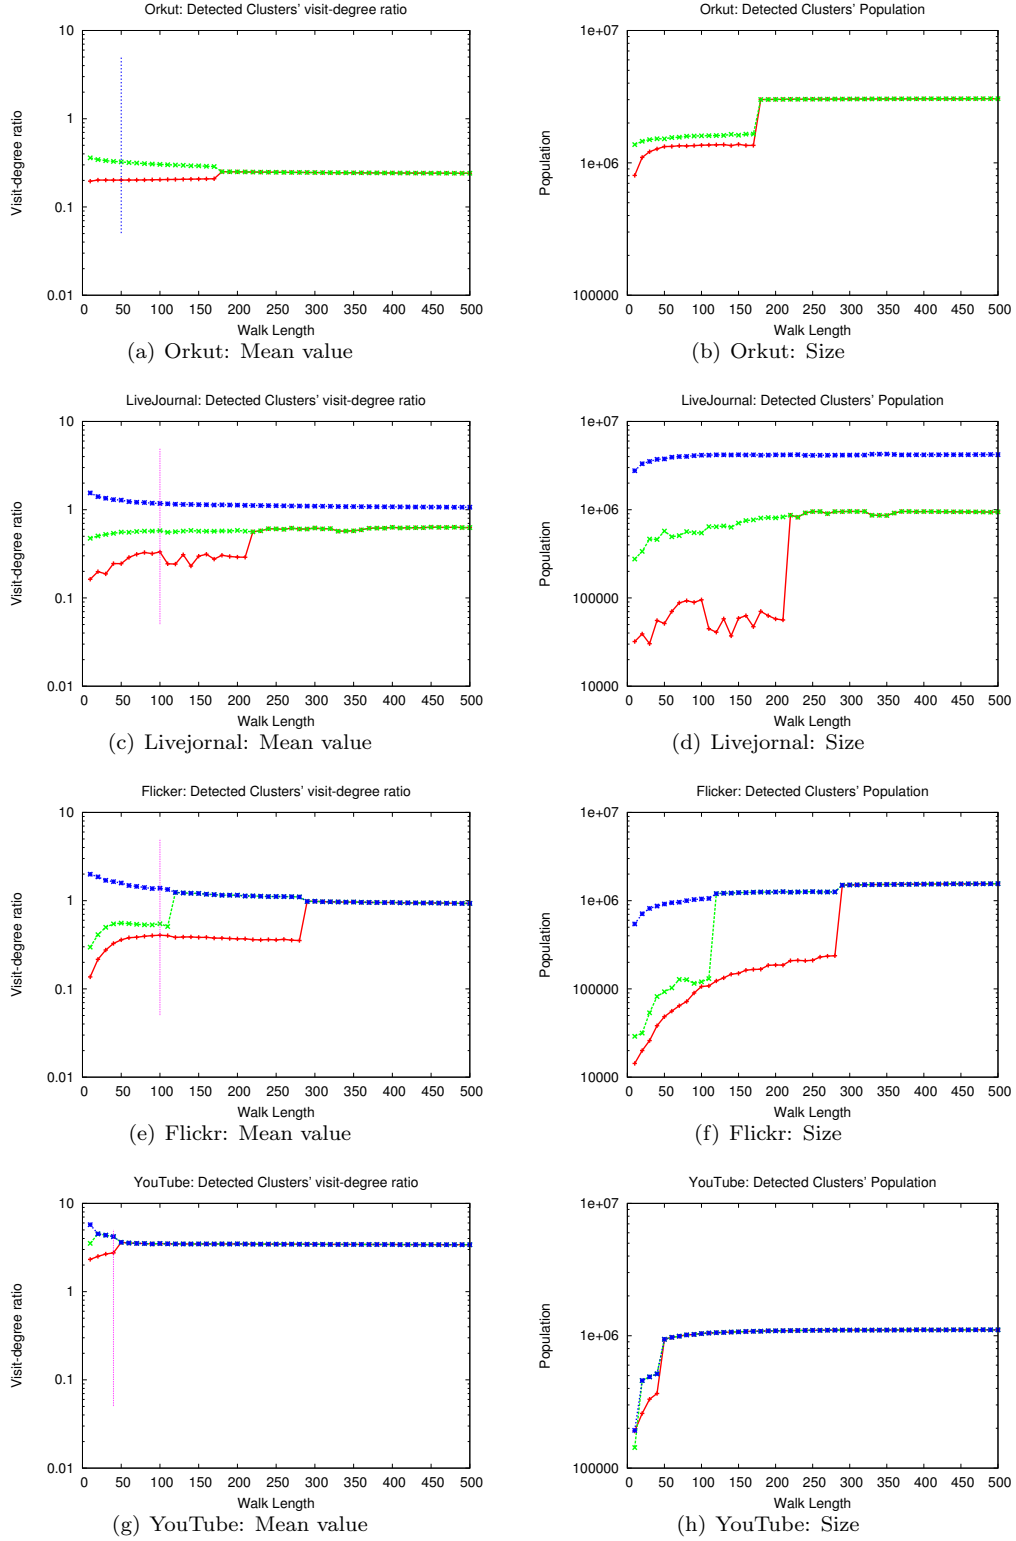 Orkut: Detected Clusters' visit-degree ratio
10
1
0.1
0.01
Visit-degree ratio
0 50 100 150 200 250 300 350 400 450 500
Walk Length
(a) Orkut: Mean value
Orkut: Detected Clusters' Population
1e+07
1e+06
100000
Population
0 50 100 150 200 250 300 350 400 450 500
Walk Length
(b) Orkut: Size
LiveJournal: Detected Clusters' visit-degree ratio
10
1
0.1
0.01
Visit-degree ratio
0 50 100 150 200 250 300 350 400 450 500
Walk Length
(c) Livejornal: Mean value
LiveJournal: Detected Clusters' Population
1e+07
1e+06
100000
10000
Population
0 50 100 150 200 250 300 350 400 450 500
Walk Length
(d) Livejornal: Size
Flicker: Detected Clusters' visit-degree ratio
10
1
0.1
0.01
Visit-degree ratio
0 50 100 150 200 250 300 350 400 450 500
Walk Length
(e) Flickr: Mean value
Flicker: Detected Clusters' Population
1e+07
1e+06
100000
10000
Population
0 50 100 150 200 250 300 350 400 450 500
Walk Length
(f) Flickr: Size
YouTube: Detected Clusters' visit-degree ratio
10
1
0.1
0.01
Visit-degree ratio
0 50 100 150 200 250 300 350 400 450 500
Walk Length
(g) YouTube: Mean value
YouTube: Detected Clusters' Population
1e+07
1e+06
100000
Population
0 50 100 150 200 250 300 350 400 450 500
Walk Length
(h) YouTube: Size